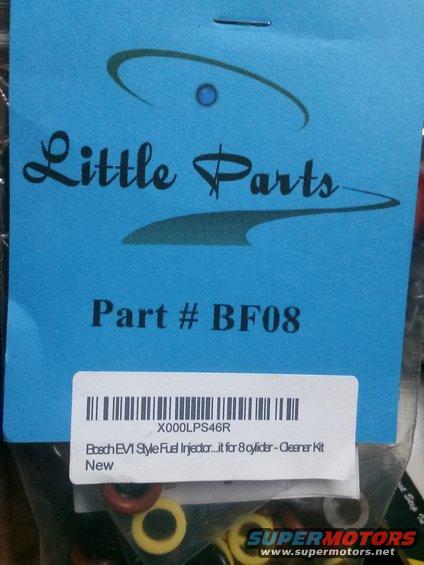 Little Parts
Part # BF08
X000LPS46R
Bosch EV1 Style Fuel Injector...it for 8 cylider - Cleaner Kit
New
SUPERMOTORS
www.supermotors.net